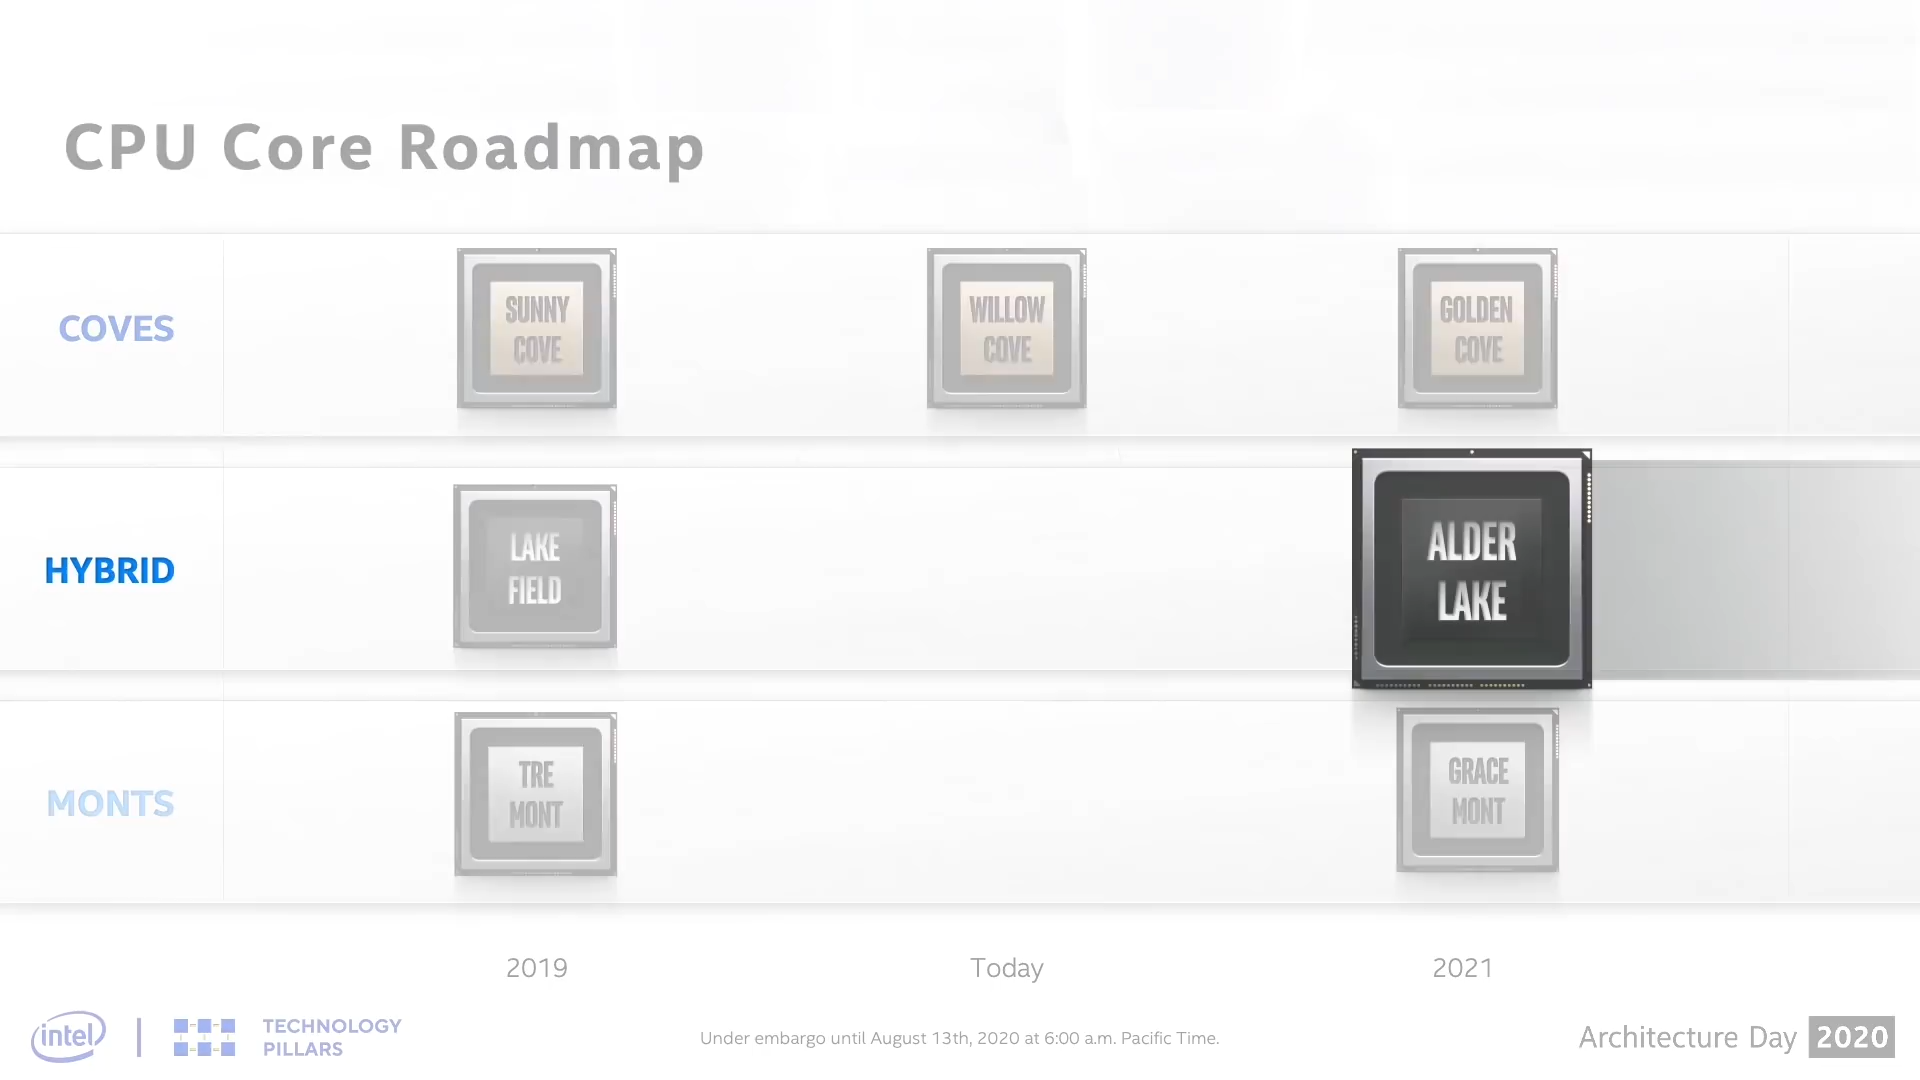 CPU Core Roadmap
COVES
SUNNY
COVE
WILLOW
COVE
GOLDEN
COVE
HYBRID
LAKE
FIELD
ALDER
LAKE
MONTS
TRE
MONT
GRACE
MONT
2019
Today
2021
intel
TECHNOLOGY
PILLARS
Under embargo until August 13th, 2020 at 6:00 a.m. Pacific Time.
Architecture Day 2020